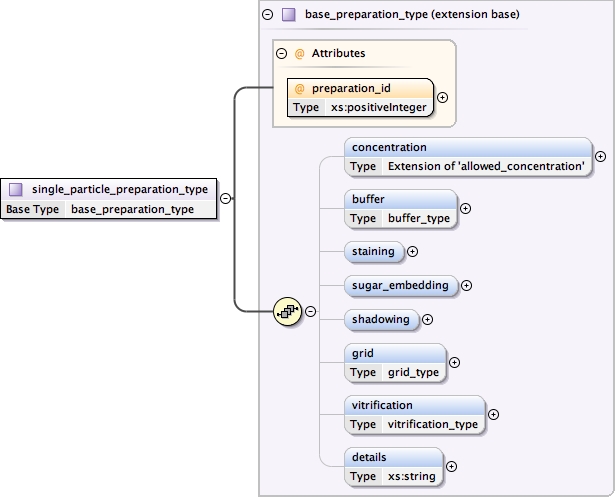 base_preparation_type (extension base)
@ Attributes
@ preparation_id
Type xs:positiveInteger
concentration
Type Extension of 'allowed_concentration'
single_particle_preparation_type
Base Type base_preparation_type
buffer
Type buffer_type
staining
sugar_embedding
shadowing
grid
Type grid_type
vitrification
Type vitrification_type
details
Type xs:string